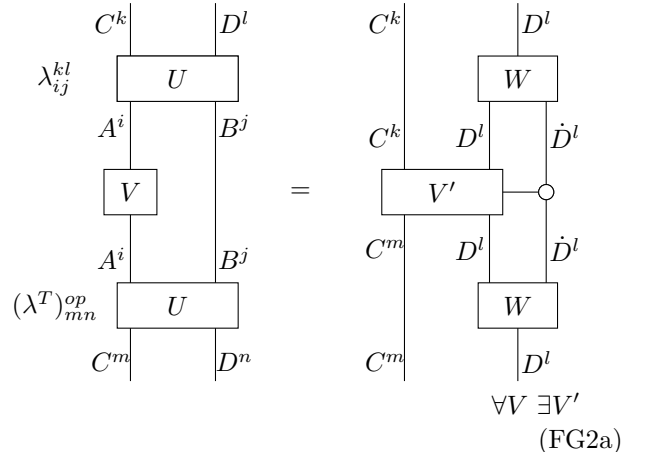 C^k D^l C^k D^l
λ^{kl}_{ij} U W
A^i B^j C^k D^l Ḋ^l
V = V′
A^i B^j C^m D^l Ḋ^l
(λ^T)^{op}_{mn} U W
C^m D^n C^m D^l
∀V ∃V′
(FG2a)